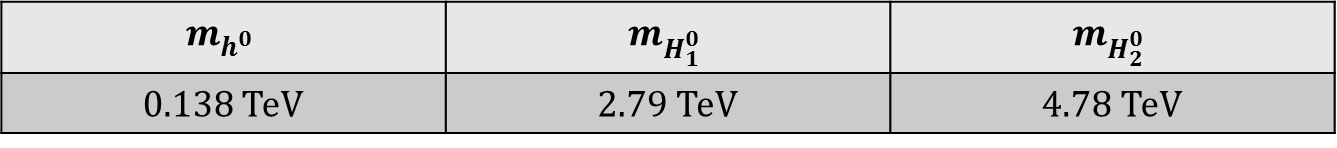 m_{h^0} m_{H_1^0} m_{H_2^0}
0.138 TeV 2.79 TeV 4.78 TeV